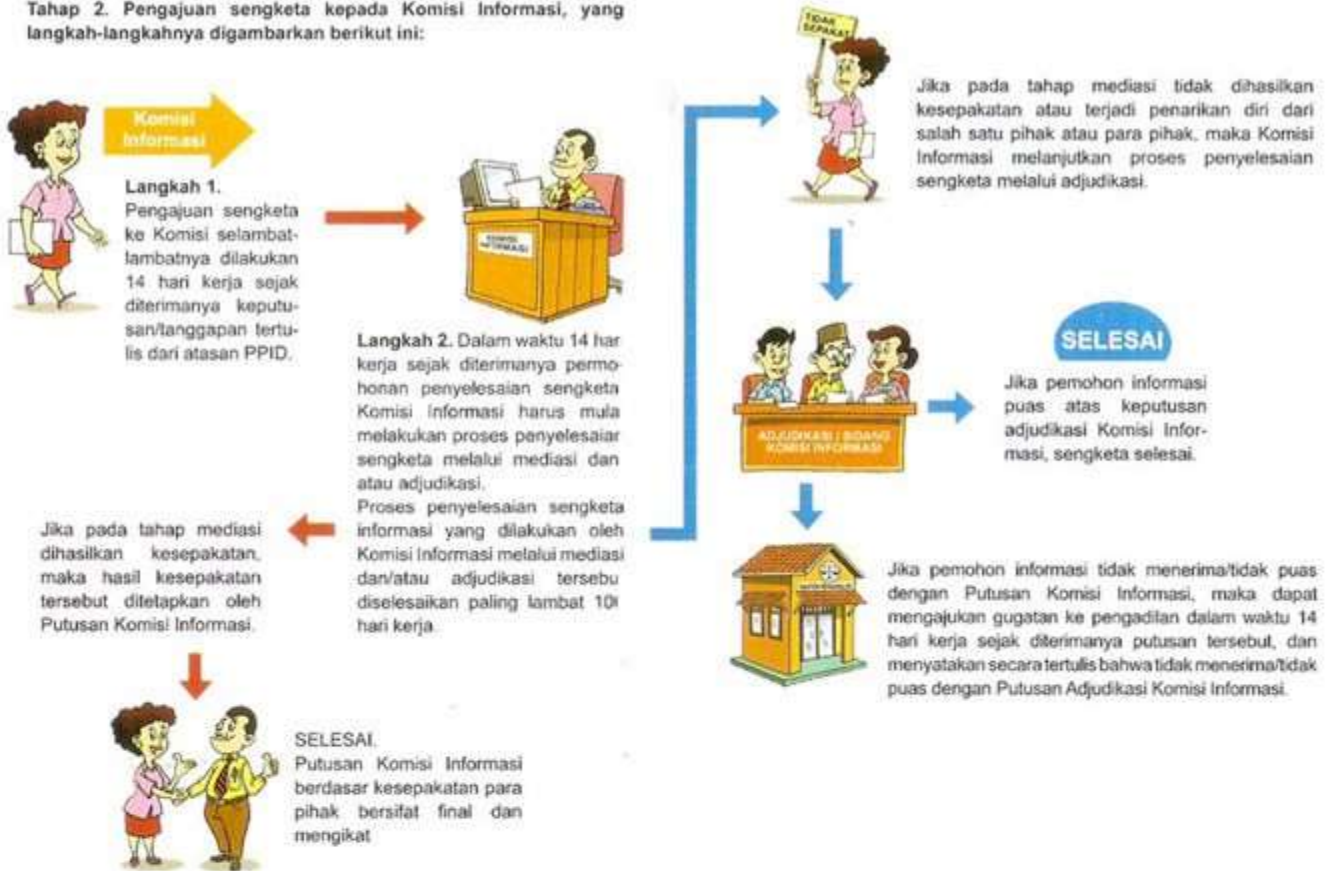 Tahap 2. Pengajuan sengketa kepada Komisi Informasi, yang
langkah-langkahnya digambarkan berikut ini:
Komisi
Informasi
Langkah 1.
Pengajuan sengketa
ke Komisi selambat-
lambatnya dilakukan
14 hari kerja sejak
diterimanya keputu-
san/tanggapan tertu-
lis dari atasan PPID.
KOMISI
INFORMASI
Langkah 2. Dalam waktu 14 har
kerja sejak diterimanya permo-
honan penyelesaian sengketa
Komisi Informasi harus mula
melakukan proses penyelesaiar
sengketa melalui mediasi dan
atau adjudikasi.
Proses penyelesaian sengketa
informasi yang dilakukan oleh
Komisi Informasi melalui mediasi
dan/atau adjudikasi tersebu
diselesaikan paling lambat 10
hari kerja.
Jika pada tahap mediasi
dihasilkan kesepakatan,
maka hasil kesepakatan
tersebut ditetapkan oleh
Putusan Komisi Informasi.
SELESAI.
Putusan Komisi Informasi
berdasar kesepakatan para
pihak bersifat final dan
mengikat
TIDAK
SEPAKAT
Jika pada tahap mediasi tidak dihasilkan
kesepakatan atau terjadi penarikan diri dari
salah satu pihak atau para pihak, maka Komisi
Informasi melanjutkan proses penyelesaian
sengketa melalui adjudikasi.
ADJUDIKASI / SIDANG
KOMISI INFORMASI
SELESAI
Jika pemohon informasi
puas atas keputusan
adjudikasi Komisi Infor-
masi, sengketa selesai.
Jika pemohon informasi tidak menerima/tidak puas
dengan Putusan Komisi Informasi, maka dapat
mengajukan gugatan ke pengadilan dalam waktu 14
hari kerja sejak diterimanya putusan tersebut, dan
menyatakan secara tertulis bahwa tidak menerima/tidak
puas dengan Putusan Adjudikasi Komisi Informasi.